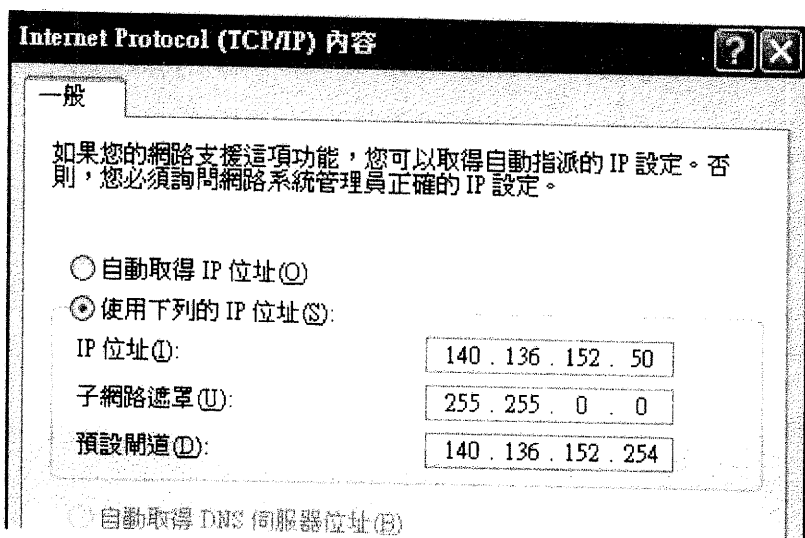 Internet Protocol (TCP/IP) 內容
一般
如果您的網路支援這項功能，您可以取得自動指派的 IP 設定。否
則，您必須詢問網路系統管理員正確的 IP 設定。
自動取得 IP 位址(O)
使用下列的 IP 位址(S):
IP 位址(I):
140 . 136 . 152 . 50
子網路遮罩(U):
255 . 255 . 0 . 0
預設閘道(D):
140 . 136 . 152 . 254
自動取得 DNS 伺服器位址(B)